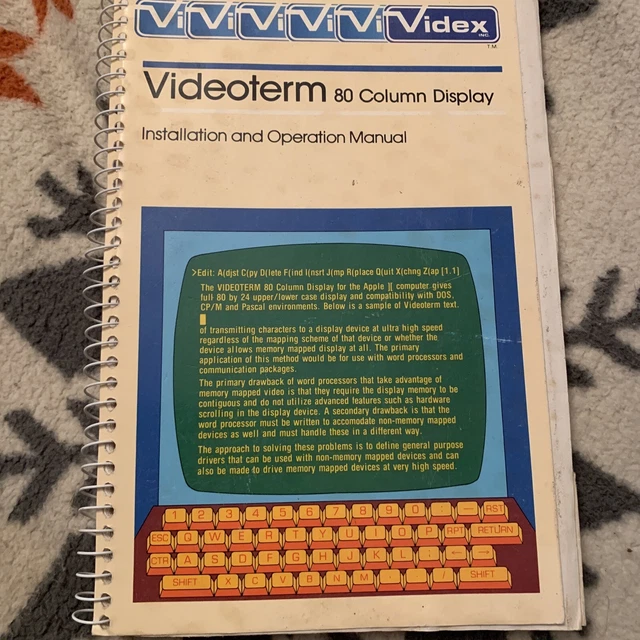 Vi Vi Vi Vi Vi Videx INC.
T.M.
Videoterm 80 Column Display
Installation and Operation Manual
>Edit: A(djst C(py D(lete F(ind I(nsrt J(mp R(place Q(uit X(chng Z(ap [1.1]
The VIDEOTERM 80 Column Display for the Apple ][ computer gives
full 80 by 24 upper/lower case display and compatibility with DOS,
CP/M and Pascal environments. Below is a sample of Videoterm text.
of transmitting characters to a display device at ultra high speed
regardless of the mapping scheme of that device or whether the
device allows memory mapped display at all. The primary
application of this method would be for use with word processors and
communication packages.
The primary drawback of word processors that take advantage of
memory mapped video is that they require the display memory to be
contiguous and do not utilize advanced features such as hardware
scrolling in the display device. A secondary drawback is that the
word processor must be written to accomodate non-memory mapped
devices as well and must handle these in a different way.
The approach to solving these problems is to define general purpose
drivers that can be used with non-memory mapped devices and can
also be made to drive memory mapped devices at very high speed.
1 2 3 4 5 6 7 8 9 0 : — RST
ESC Q W E R T Y U I O P RPT RETURN
CTR A S D F G H J K L ; ← →
SHIFT X C V B N M . / SHIFT